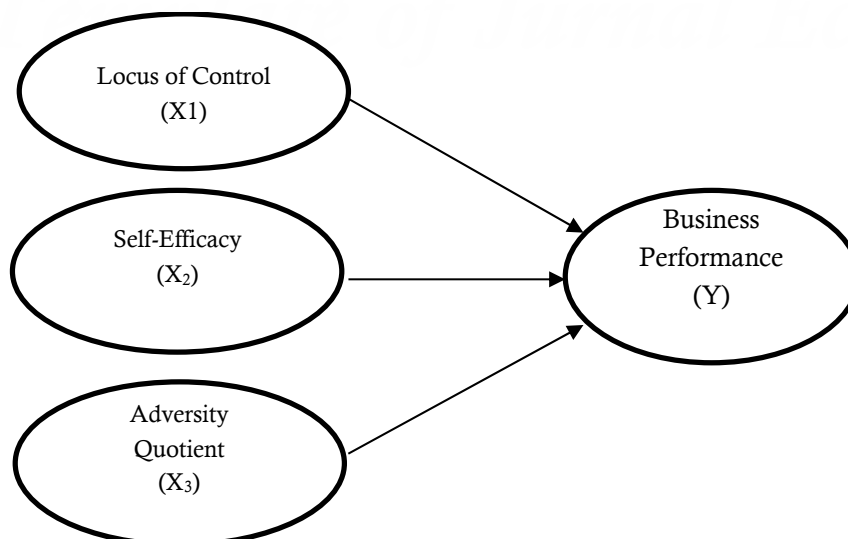 Locus of Control
(X1)
Self-Efficacy
(X₂)
Adversity
Quotient
(X₃)
Business
Performance
(Y)